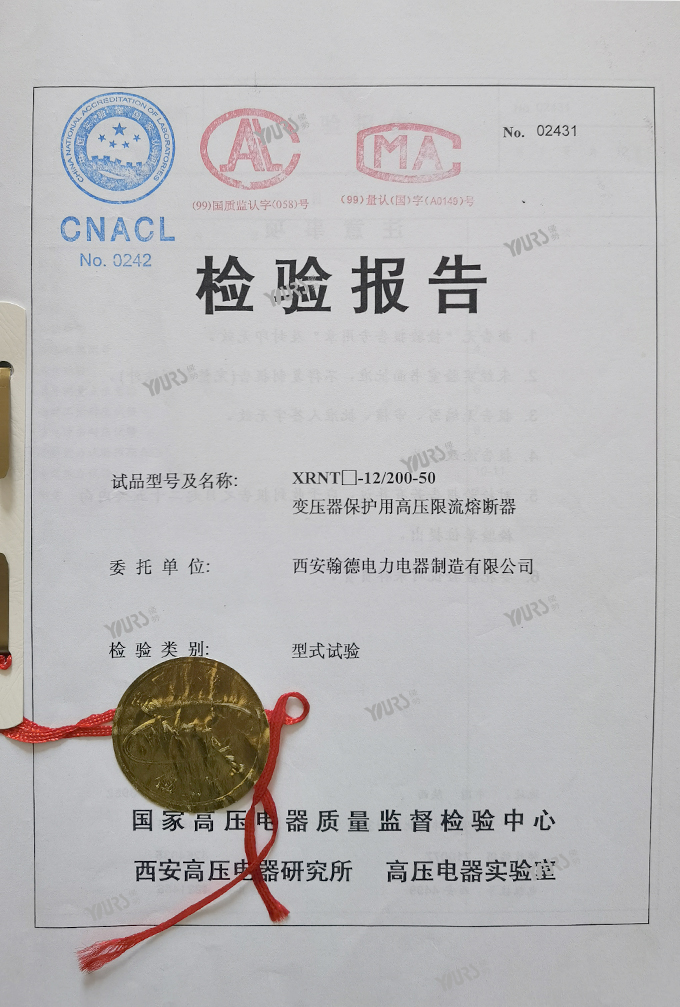 CHINA NATIONAL ACCREDITATION OF LABORATORIES
CNACL
No. 0242
CAL
(99)国质监认字(058)号
CMA
(99)量认(国)字(A0149)号
No. 02431
检验报告
试品型号及名称: XRNT□-12/200-50
变压器保护用高压限流熔断器
委托单位: 西安翰德电力电器制造有限公司
检验类别: 型式试验
国家高压电器质量监督检验中心
西安高压电器研究所 高压电器实验室
YOURS